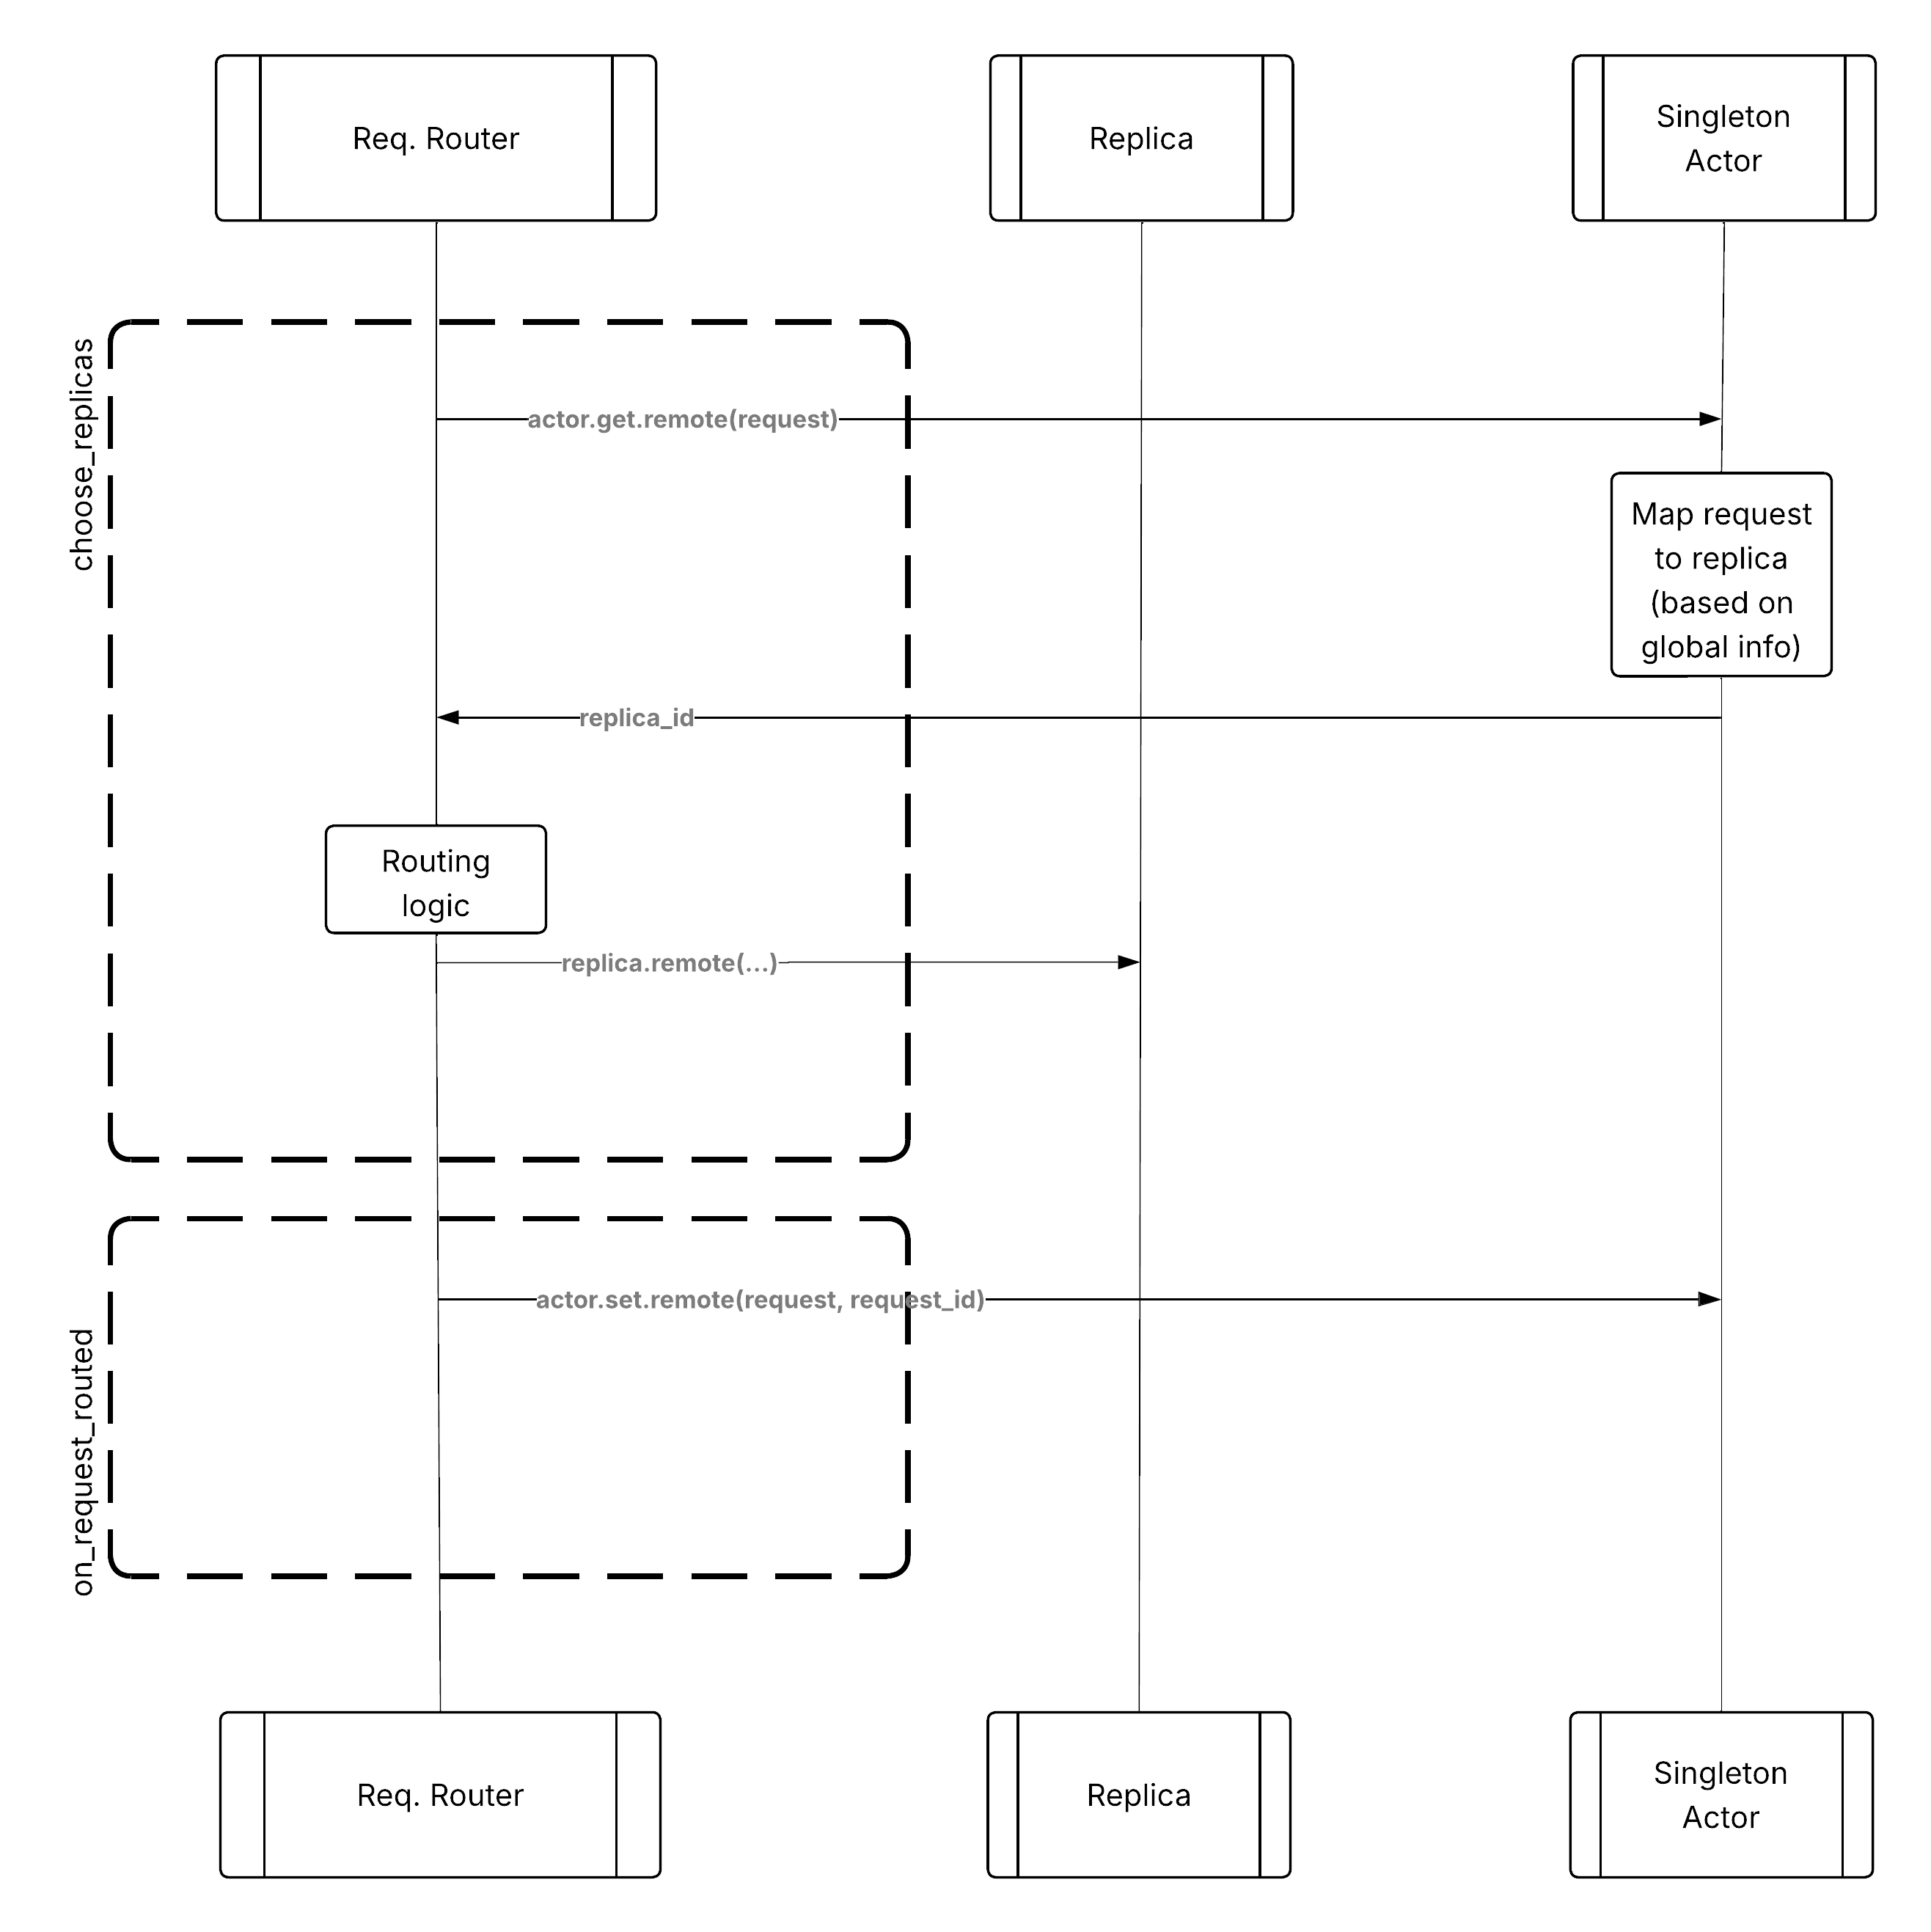 Req. Router
Replica
Singleton
Actor
choose_replicas
actor.get.remote(request)
Map request
to replica
(based on
global info)
replica_id
Routing
logic
replica.remote(...)
on_request_routed
actor.set.remote(request, request_id)
Req. Router
Replica
Singleton
Actor